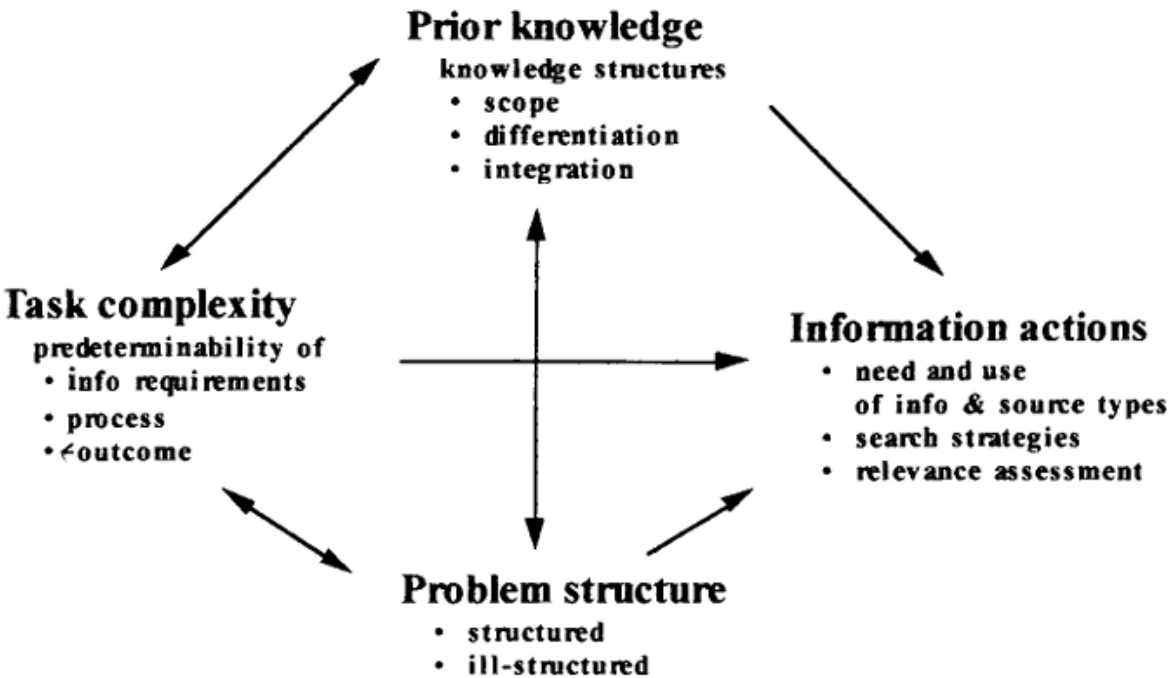 Prior knowledge
knowledge structures
• scope
• differentiation
• integration
Task complexity
predeterminability of
• info requirements
• process
• outcome
Information actions
• need and use
of info & source types
• search strategies
• relevance assessment
Problem structure
• structured
• ill-structured